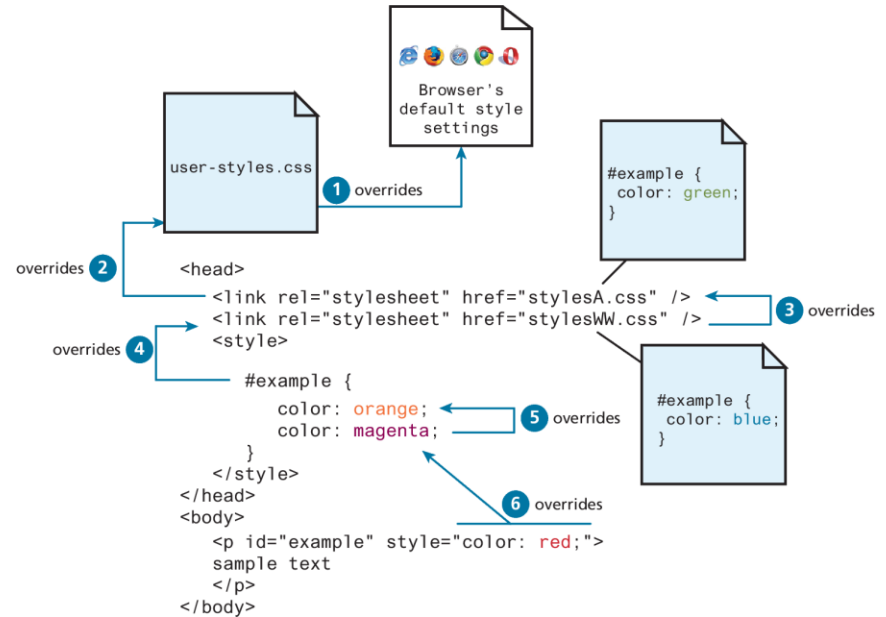 Browser's
default style
settings
user-styles.css
1 overrides
#example {
color: green;
}
overrides 2
<head>
<link rel="stylesheet" href="stylesA.css" />
<link rel="stylesheet" href="stylesWW.css" />
3 overrides
<style>
overrides 4
#example {
color: orange;
color: magenta;
}
5 overrides
#example {
color: blue;
}
</style>
</head>
6 overrides
<body>
<p id="example" style="color: red;">
sample text
</p>
</body>